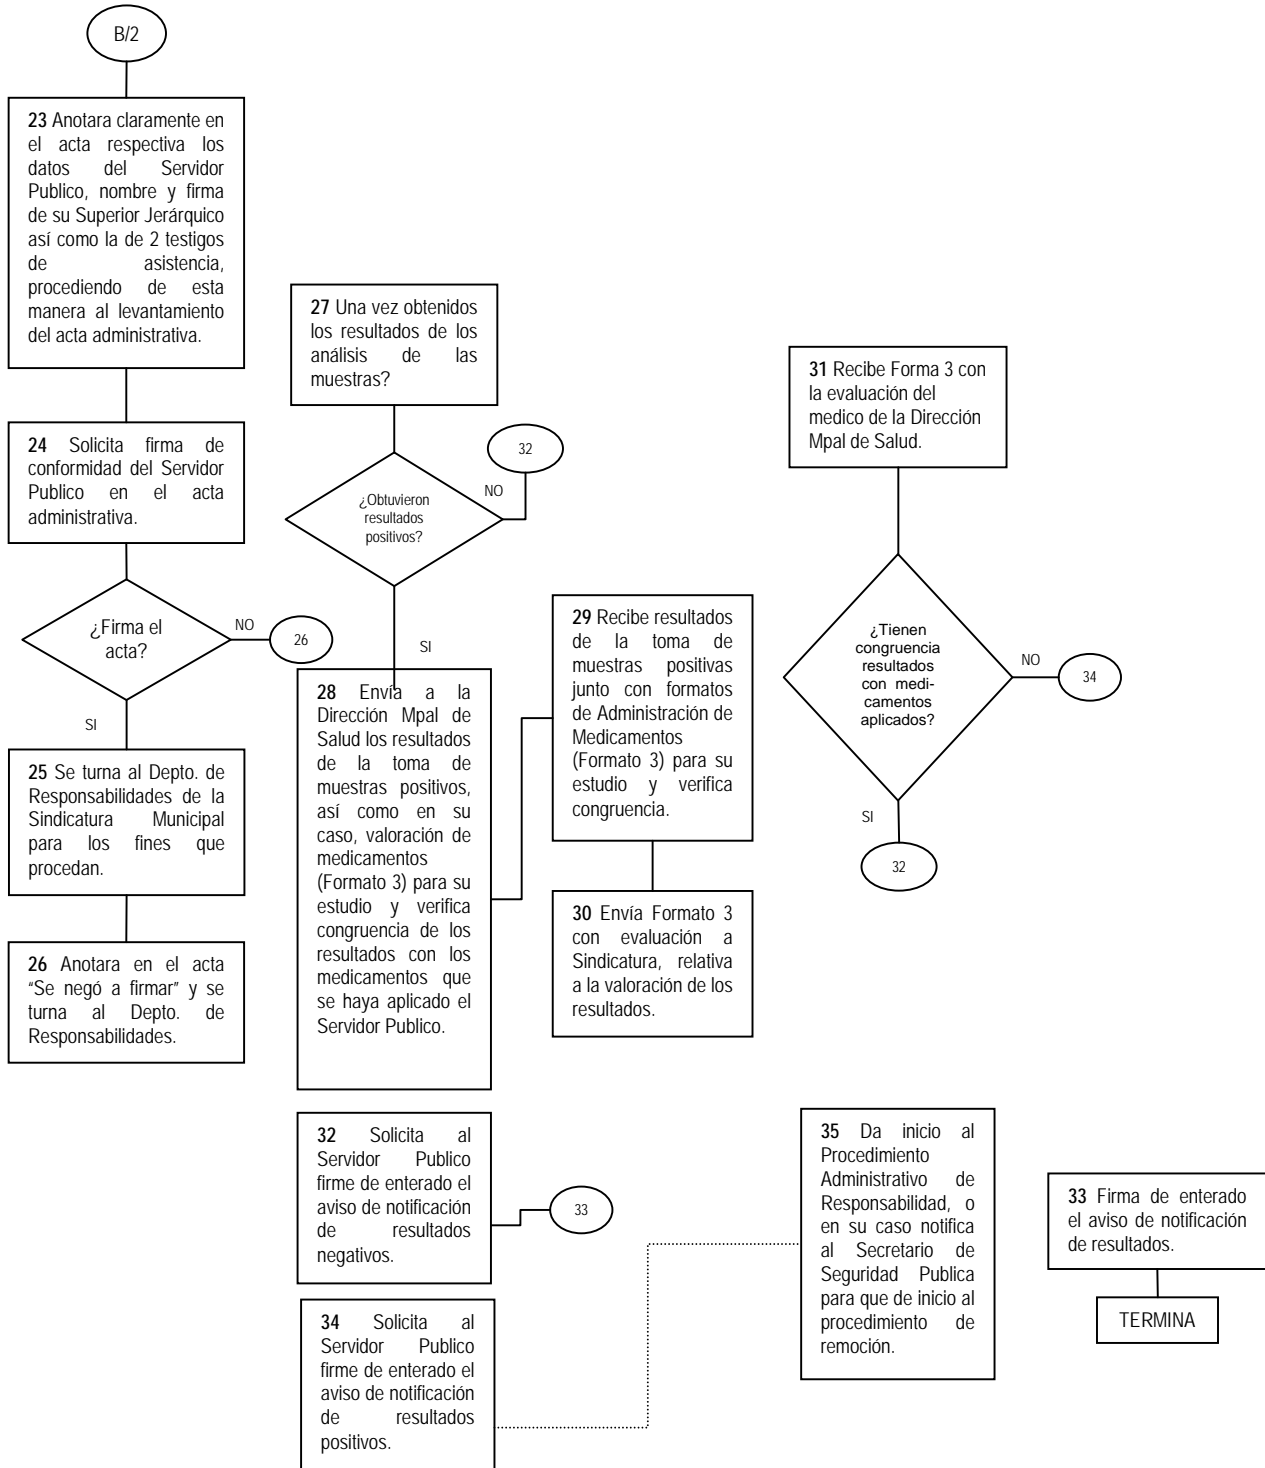 B/2
23 Anotara claramente en
el acta respectiva los
datos del Servidor
Publico, nombre y firma
de su Superior Jerárquico
así como la de 2 testigos
de asistencia,
procediendo de esta
manera al levantamiento
del acta administrativa.
24 Solicita firma de
conformidad del Servidor
Publico en el acta
administrativa.
¿Firma el
acta?
NO
26
SI
25 Se turna al Depto. de
Responsabilidades de la
Sindicatura Municipal
para los fines que
procedan.
26 Anotara en el acta
“Se negó a firmar” y se
turna al Depto. de
Responsabilidades.
27 Una vez obtenidos
los resultados de los
análisis de las
muestras?
32
NO
¿Obtuvieron
resultados
positivos?
SI
28 Envía a la
Dirección Mpal de
Salud los resultados
de la toma de
muestras positivos,
así como en su
caso, valoración de
medicamentos
(Formato 3) para su
estudio y verifica
congruencia de los
resultados con los
medicamentos que
se haya aplicado el
Servidor Publico.
29 Recibe resultados
de la toma de
muestras positivas
junto con formatos
de Administración de
Medicamentos
(Formato 3) para su
estudio y verifica
congruencia.
30 Envía Formato 3
con evaluación a
Sindicatura, relativa
a la valoración de los
resultados.
31 Recibe Forma 3 con
la evaluación del
medico de la Dirección
Mpal de Salud.
¿Tienen
congruencia
resultados
con medi-
camentos
aplicados?
NO
34
SI
32
32 Solicita al
Servidor Publico
firme de enterado el
aviso de notificación
de resultados
negativos.
33
34 Solicita al
Servidor Publico
firme de enterado el
aviso de notificación
de resultados
positivos.
35 Da inicio al
Procedimiento
Administrativo de
Responsabilidad, o
en su caso notifica
al Secretario de
Seguridad Publica
para que de inicio al
procedimiento de
remoción.
33 Firma de enterado
el aviso de notificación
de resultados.
TERMINA